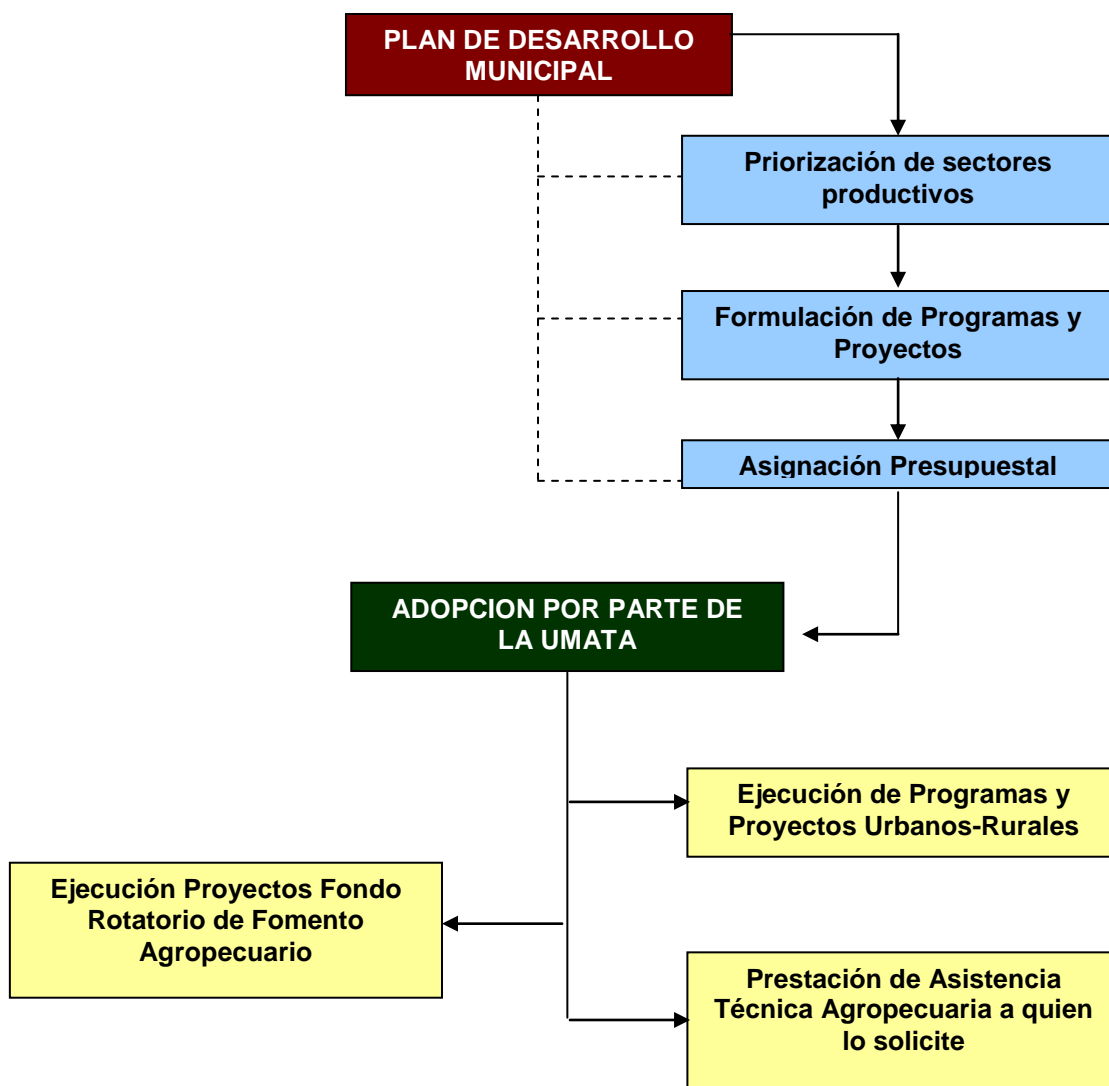 PLAN DE DESARROLLO
MUNICIPAL
Priorización de sectores
productivos
Formulación de Programas y
Proyectos
Asignación Presupuestal
ADOPCION POR PARTE DE
LA UMATA
Ejecución de Programas y
Proyectos Urbanos-Rurales
Ejecución Proyectos Fondo
Rotatorio de Fomento
Agropecuario
Prestación de Asistencia
Técnica Agropecuaria a quien
lo solicite